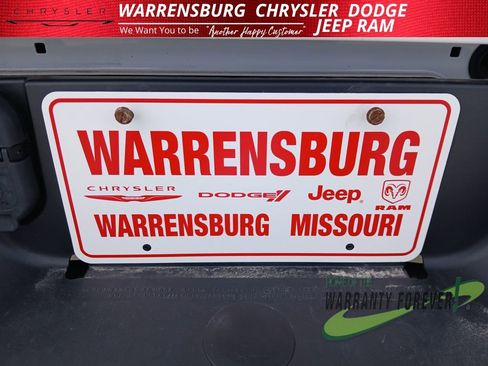 CHRYSLER
WARRENSBURG CHRYSLER DODGE
JEEP RAM
We Want You to be "Another Happy Customer"
WARRENSBURG
CHRYSLER DODGE Jeep RAM
WARRENSBURG MISSOURI
WARRANTY FOREVER